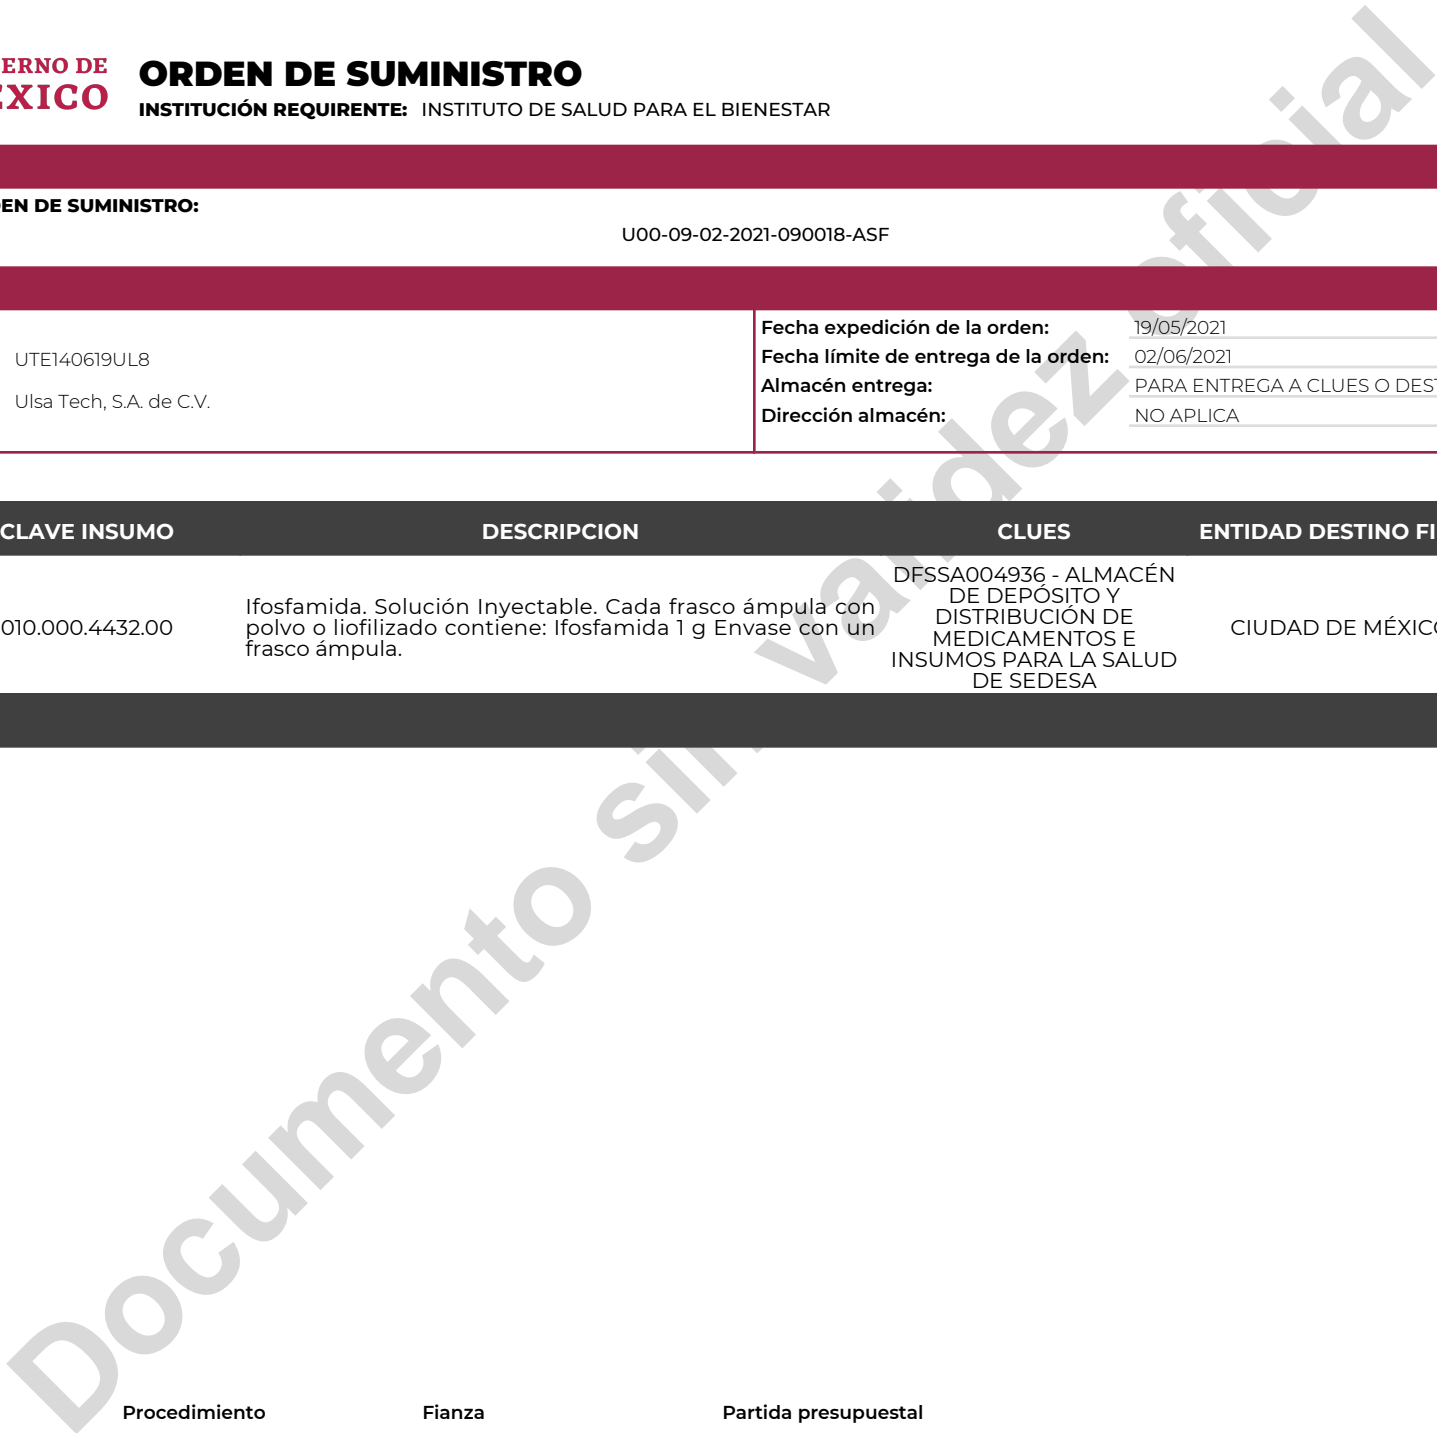 ERNO DE
ÉXICO
ORDEN DE SUMINISTRO
INSTITUCIÓN REQUIRENTE: INSTITUTO DE SALUD PARA EL BIENESTAR
EN DE SUMINISTRO:
U00-09-02-2021-090018-ASF
UTE140619UL8
Ulsa Tech, S.A. de C.V.
Fecha expedición de la orden: 19/05/2021
Fecha límite de entrega de la orden: 02/06/2021
Almacén entrega: PARA ENTREGA A CLUES O DEST
Dirección almacén: NO APLICA
CLAVE INSUMO DESCRIPCION CLUES ENTIDAD DESTINO FI
010.000.4432.00
Ifosfamida. Solución Inyectable. Cada frasco ámpula con
polvo o liofilizado contiene: Ifosfamida 1 g Envase con un
frasco ámpula.
DFSSA004936 - ALMACÉN
DE DEPÓSITO Y
DISTRIBUCIÓN DE
MEDICAMENTOS E
INSUMOS PARA LA SALUD
DE SEDESA
CIUDAD DE MÉXICO
Documento sin validez oficial
Procedimiento Fianza Partida presupuestal